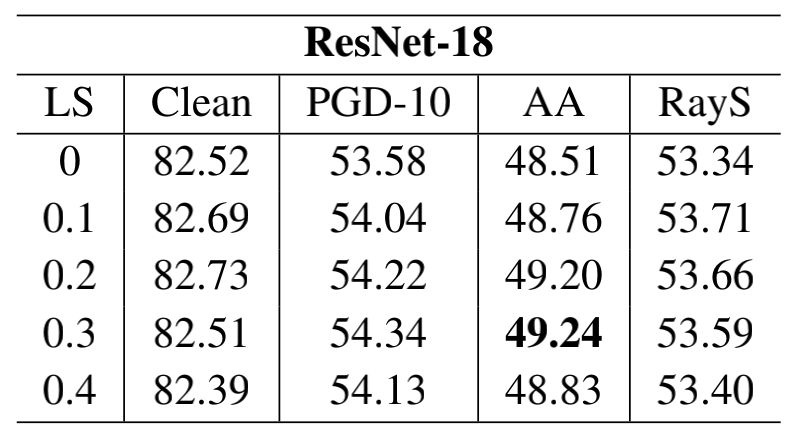 ResNet-18
LS Clean PGD-10 AA RayS
0 82.52 53.58 48.51 53.34
0.1 82.69 54.04 48.76 53.71
0.2 82.73 54.22 49.20 53.66
0.3 82.51 54.34 49.24 53.59
0.4 82.39 54.13 48.83 53.40